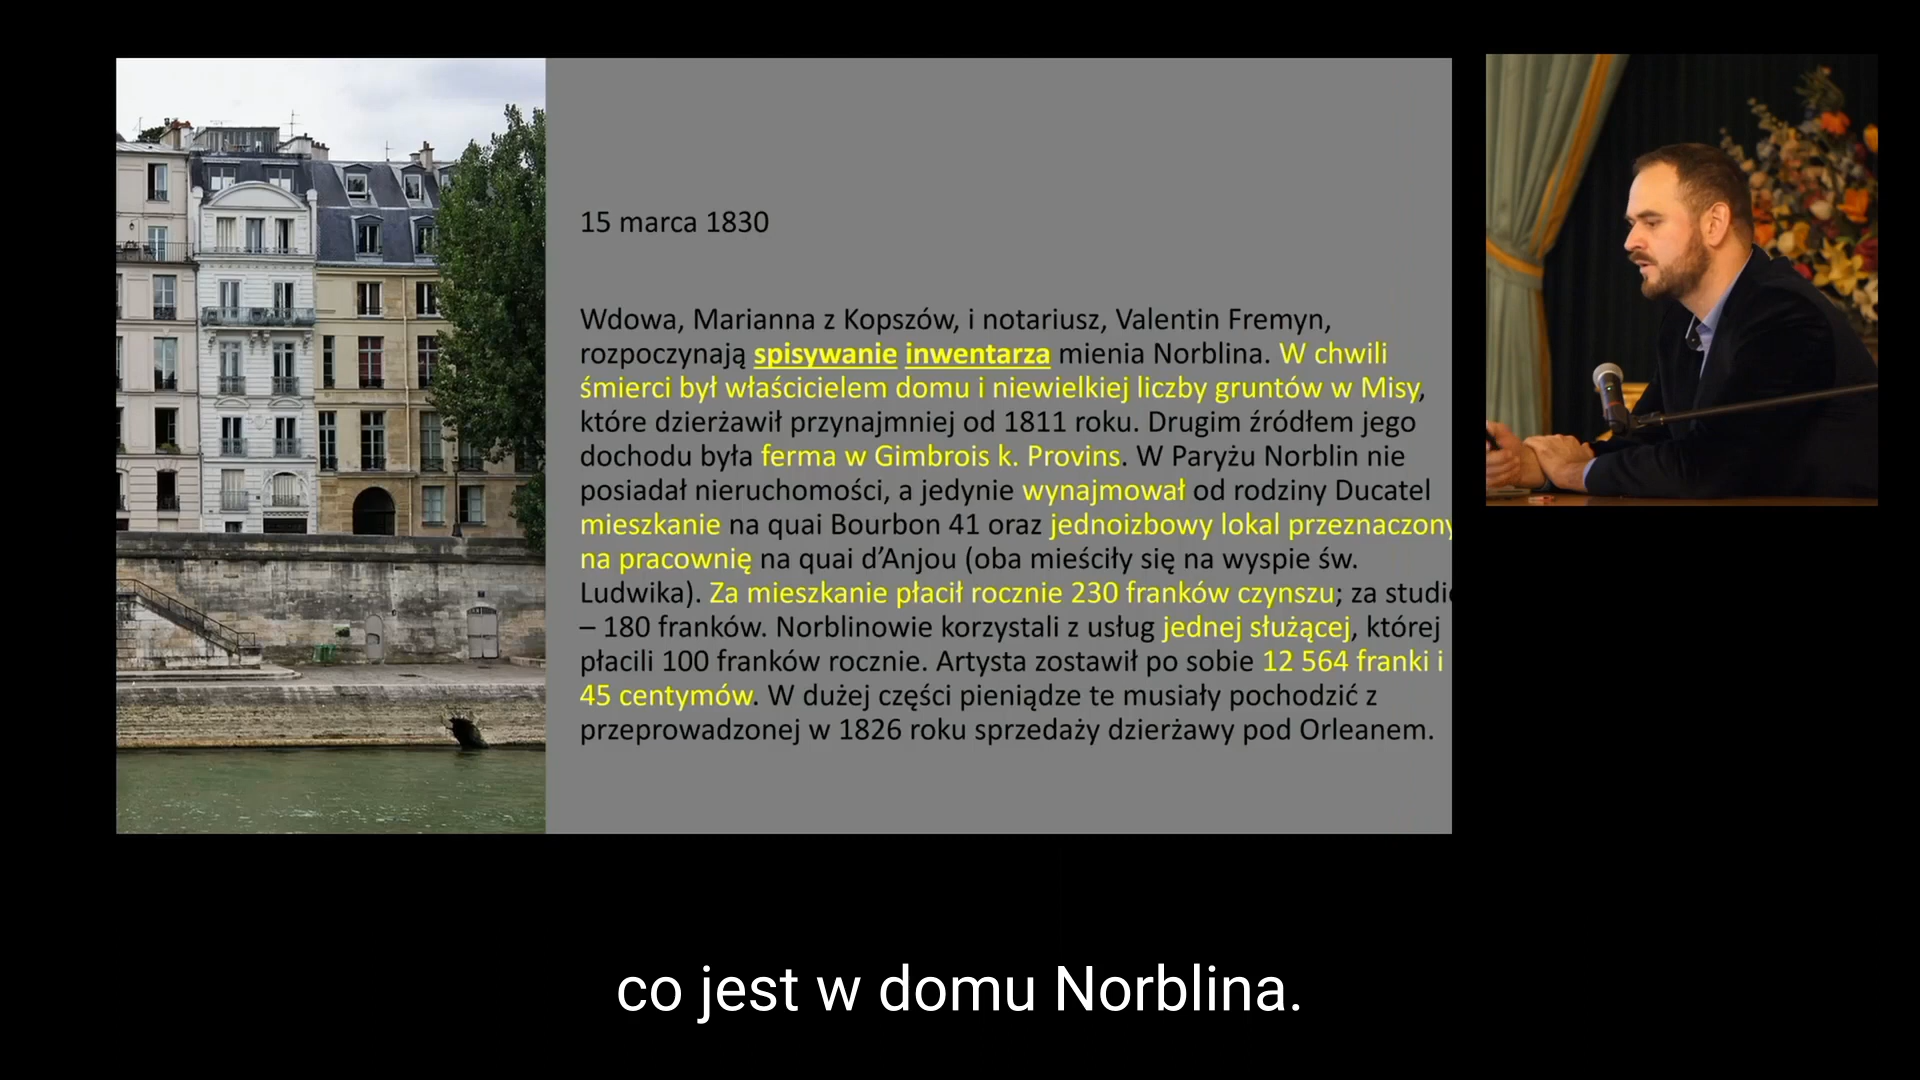 15 marca 1830
Wdowa, Marianna z Kopszów, i notariusz, Valentin Fremyn,
rozpoczynają spisywanie inwentarza mienia Norblina. W chwili
śmierci był właścicielem domu i niewielkiej liczby gruntów w Misy,
które dzierżawił przynajmniej od 1811 roku. Drugim źródłem jego
dochodu była ferma w Gimbrois k. Provins. W Paryżu Norblin nie
posiadał nieruchomości, a jedynie wynajmował od rodziny Ducatel
mieszkanie na quai Bourbon 41 oraz jednoizbowy lokal przeznaczony
na pracownię na quai d’Anjou (oba mieściły się na wyspie św.
Ludwika). Za mieszkanie płacił rocznie 230 franków czynszu; za studio
– 180 franków. Norblinowie korzystali z usług jednej służącej, której
płacili 100 franków rocznie. Artysta zostawił po sobie 12 564 franki i
45 centymów. W dużej części pieniądze te musiały pochodzić z
przeprowadzonej w 1826 roku sprzedaży dzierżawy pod Orleanem.
co jest w domu Norblina.